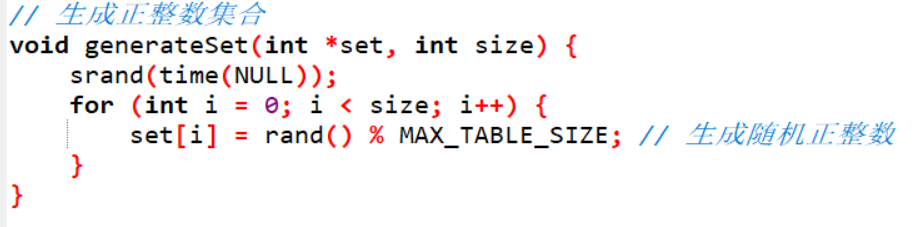 // 生成正整数集合
void generateSet(int *set, int size) {
    srand(time(NULL));
    for (int i = 0; i < size; i++) {
        set[i] = rand() % MAX_TABLE_SIZE; // 生成随机正整数
    }
}